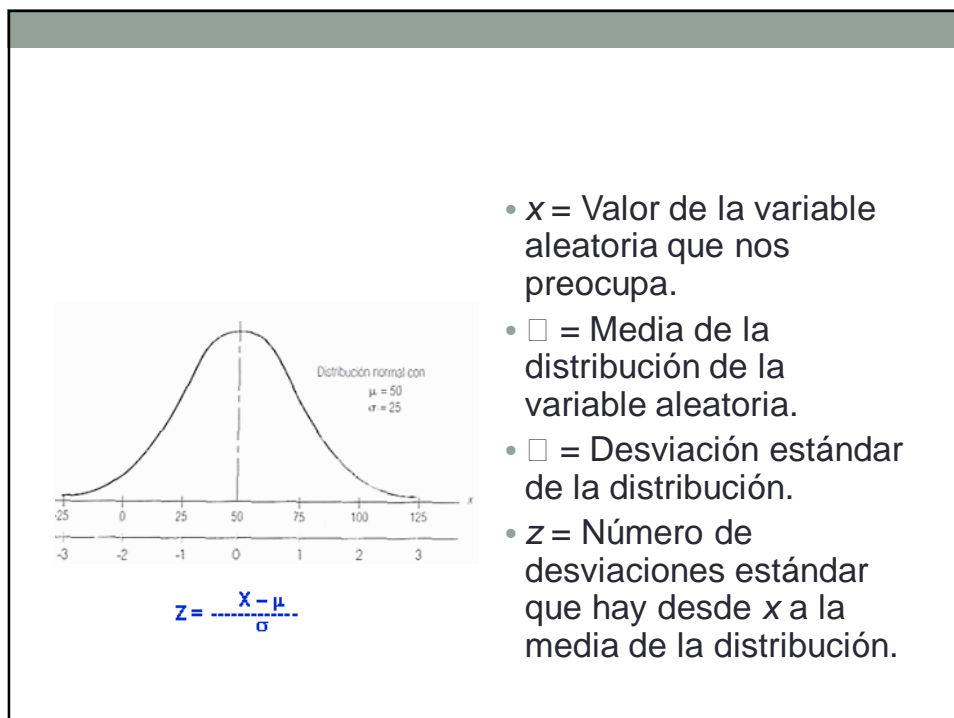 • x = Valor de la variable
aleatoria que nos
preocupa.
• □ = Media de la
distribución de la
variable aleatoria.
• □ = Desviación estándar
de la distribución.
• z = Número de
desviaciones estándar
que hay desde x a la
media de la distribución.
Distribución normal con
μ = 50
σ = 25
x
-25 0 25 50 75 100 125
-3 -2 -1 0 1 2 3
X – μ
Z = -------------
σ